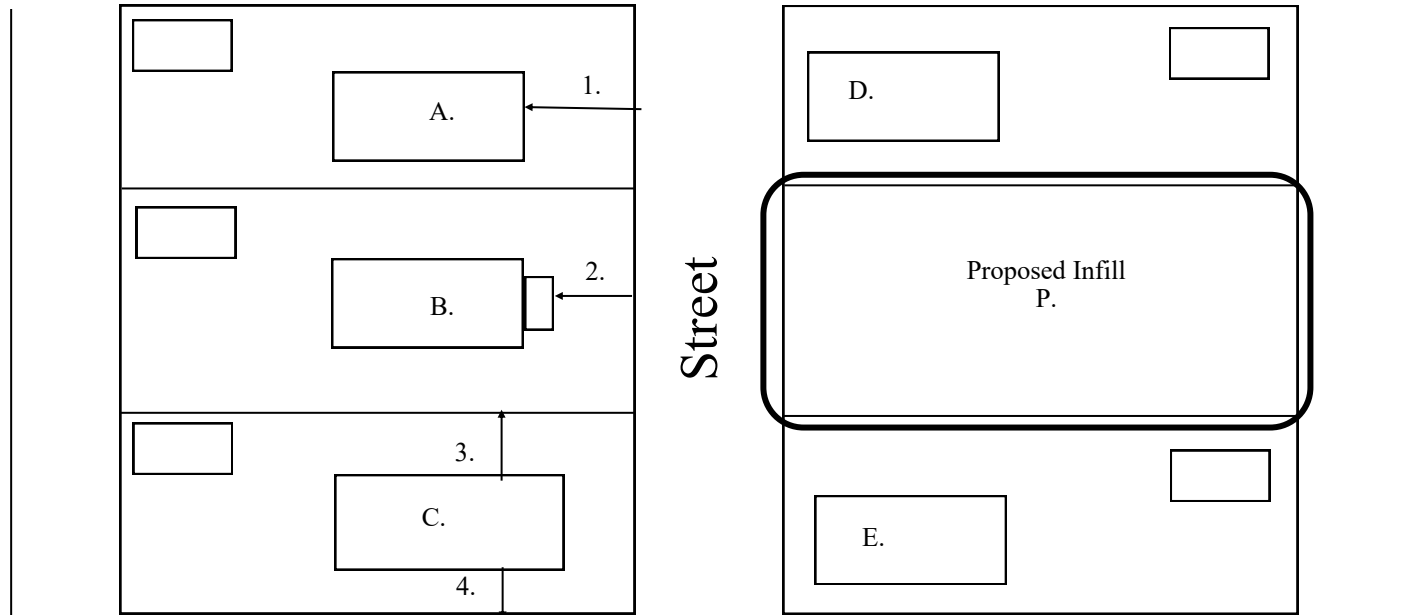 1.
A.
D.
2.
B.
Street
Proposed Infill
P.
3.
C.
4.
E.